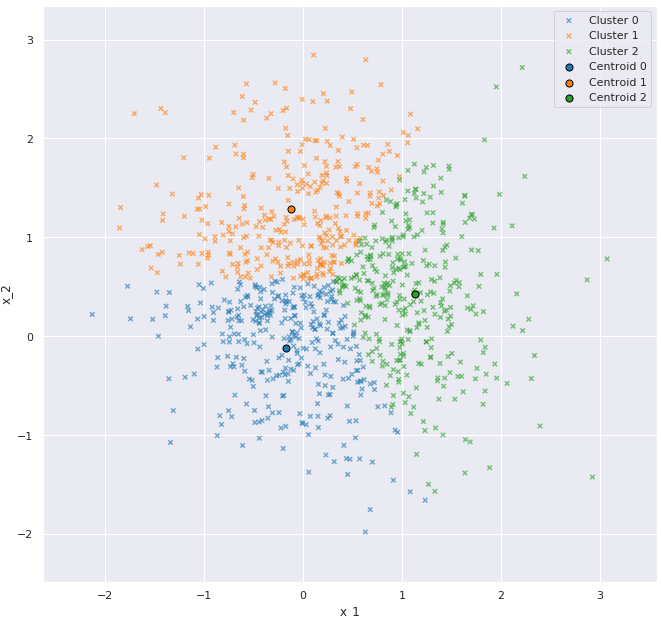 Cluster 0
Cluster 1
Cluster 2
Centroid 0
Centroid 1
Centroid 2
3
2
1
0
−1
−2
x_2
−2
−1
0
1
2
3
x_1